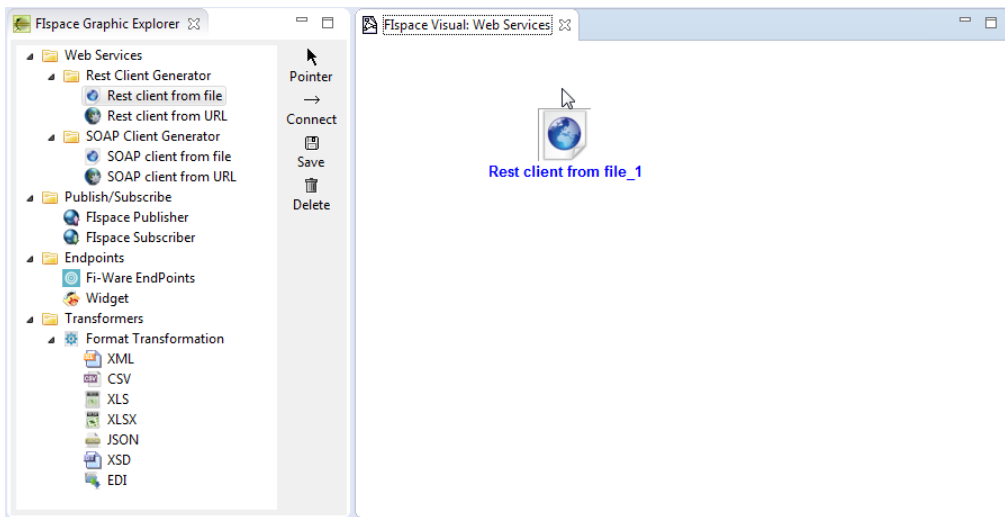 FIspace Graphic Explorer
Web Services
Rest Client Generator
Rest client from file
Rest client from URL
SOAP Client Generator
SOAP client from file
SOAP client from URL
Publish/Subscribe
FIspace Publisher
FIspace Subscriber
Endpoints
Fi-Ware EndPoints
Widget
Transformers
Format Transformation
XML
CSV
XLS
XLSX
JSON
XSD
EDI
Pointer
Connect
Save
Delete
FIspace Visual: Web Services
Rest client from file_1